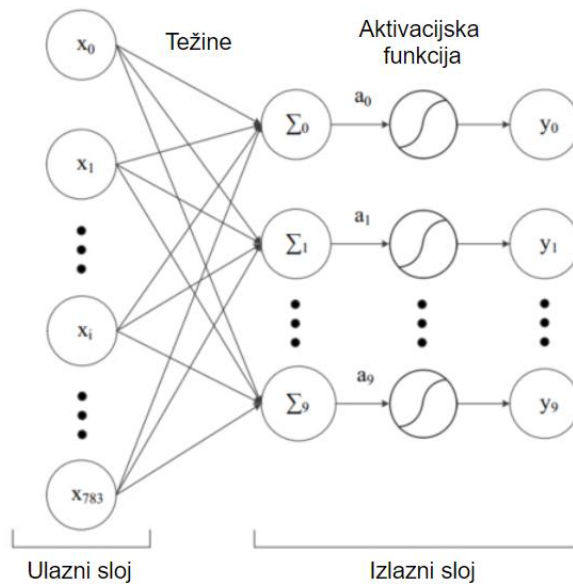 Težine
Aktivacijska
funkcija
x₀
x₁
xᵢ
x₇₈₃
Σ₀
a₀
y₀
Σ₁
a₁
y₁
Σ₉
a₉
y₉
Ulazni sloj
Izlazni sloj